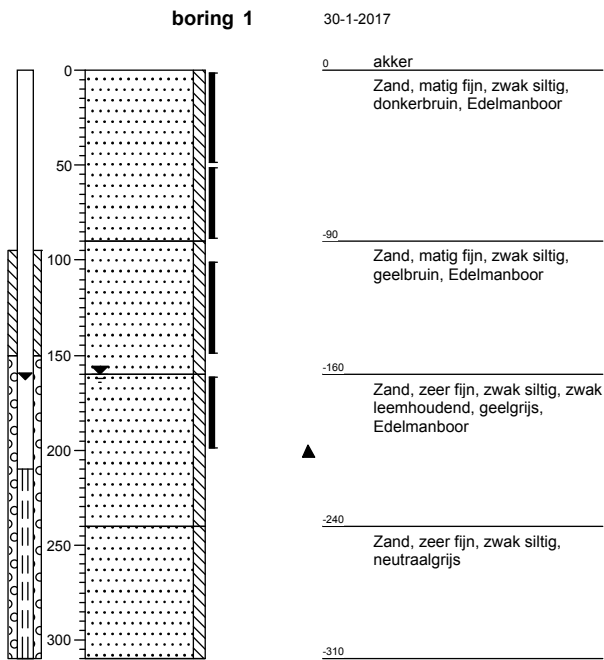 boring 1
30-1-2017
0
50
100
150
200
250
300
0 akker
Zand, matig fijn, zwak siltig,
donkerbruin, Edelmanboor
-90
Zand, matig fijn, zwak siltig,
geelbruin, Edelmanboor
-160
Zand, zeer fijn, zwak siltig, zwak
leemhoudend, geelgrijs,
Edelmanboor
-240
Zand, zeer fijn, zwak siltig,
neutraalgrijs
-310